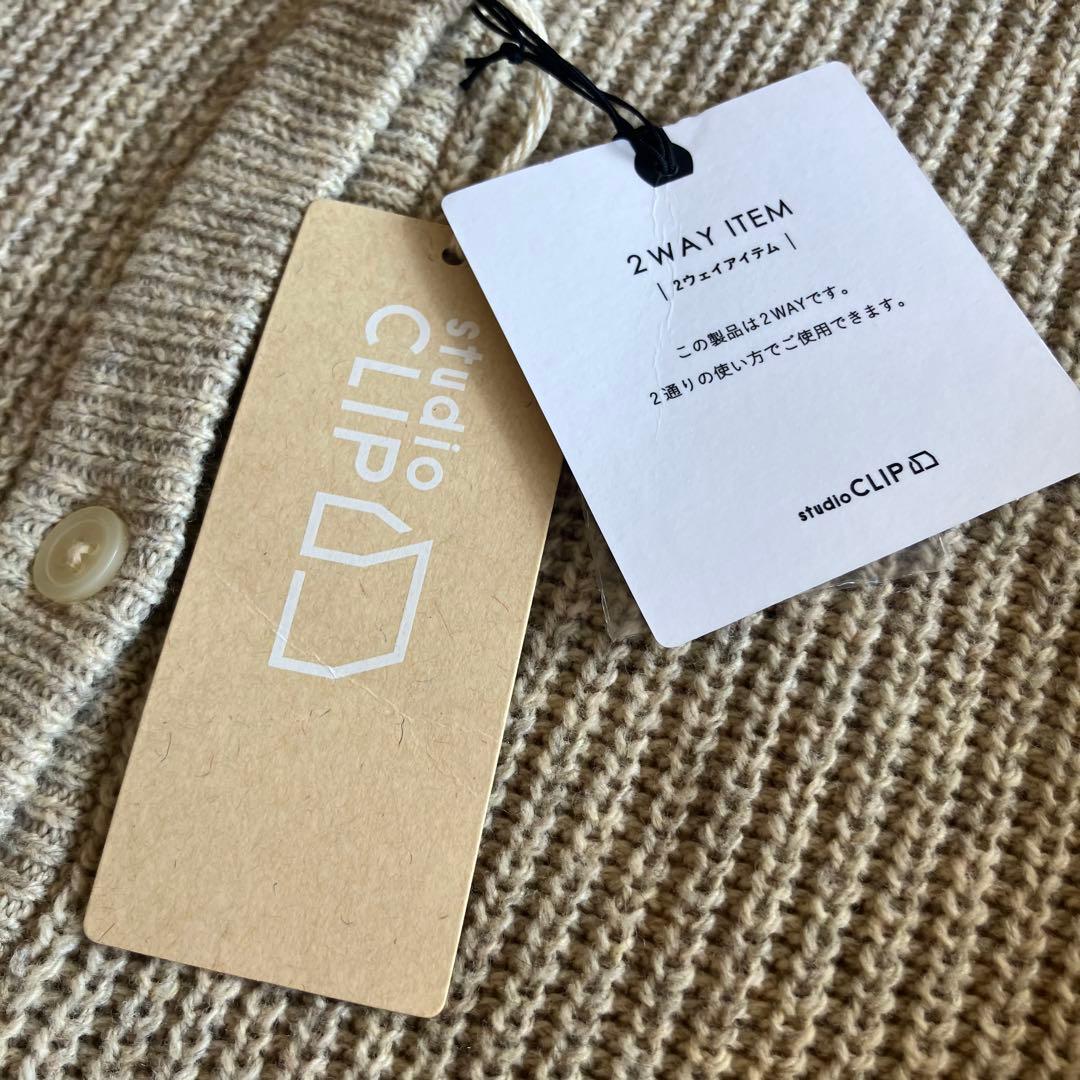 studio
CLIP
2WAY ITEM
| 2ウェイアイテム |
この製品は2WAYです。
2通りの使い方でご使用できます。
studio CLIP